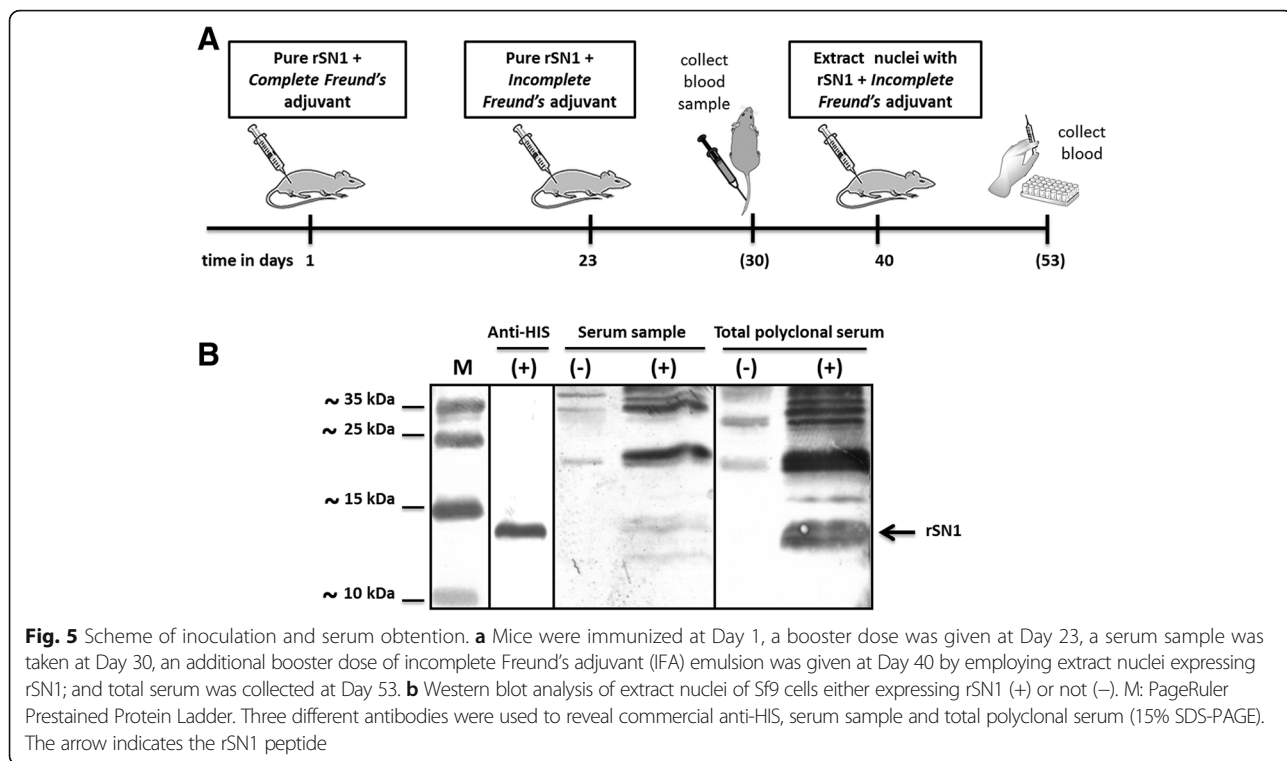 A
Pure rSN1 +
Complete Freund's
adjuvant
Pure rSN1 +
Incomplete
Freund's adjuvant
collect
blood
sample
Extract nuclei with
rSN1 + Incomplete
Freund's adjuvant
collect
blood
time in days 1 23 (30) 40 (53)
B
Anti-HIS Serum sample Total polyclonal serum
M (+) (-) (+) (-) (+)
~ 35 kDa
~ 25 kDa
~ 15 kDa
rSN1
~ 10 kDa
Fig. 5 Scheme of inoculation and serum obtention. a Mice were immunized at Day 1, a booster dose was given at Day 23, a serum sample was
taken at Day 30, an additional booster dose of incomplete Freund's adjuvant (IFA) emulsion was given at Day 40 by employing extract nuclei expressing
rSN1; and total serum was collected at Day 53. b Western blot analysis of extract nuclei of Sf9 cells either expressing rSN1 (+) or not (−). M: PageRuler
Prestained Protein Ladder. Three different antibodies were used to reveal commercial anti-HIS, serum sample and total polyclonal serum (15% SDS-PAGE).
The arrow indicates the rSN1 peptide